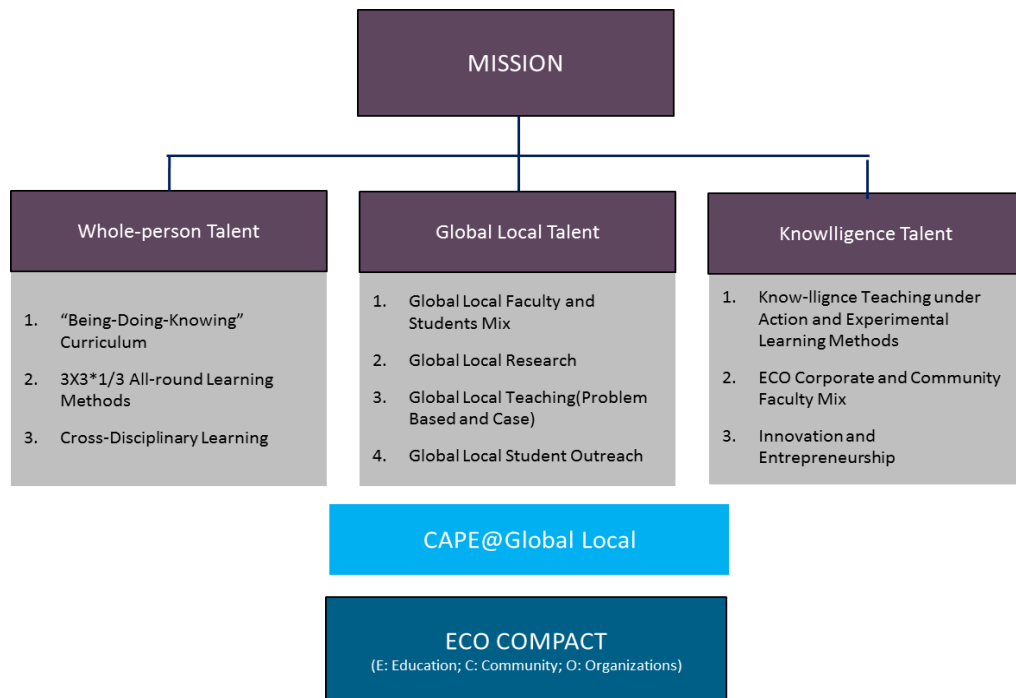 MISSION
Whole-person Talent
1. “Being-Doing-Knowing”
Curriculum
2. 3X3*1/3 All-round Learning
Methods
3. Cross-Disciplinary Learning
Global Local Talent
1. Global Local Faculty and
Students Mix
2. Global Local Research
3. Global Local Teaching(Problem
Based and Case)
4. Global Local Student Outreach
Knowlligence Talent
1. Know-llignce Teaching under
Action and Experimental
Learning Methods
2. ECO Corporate and Community
Faculty Mix
3. Innovation and
Entrepreneurship
CAPE@Global Local
ECO COMPACT
(E: Education; C: Community; O: Organizations)